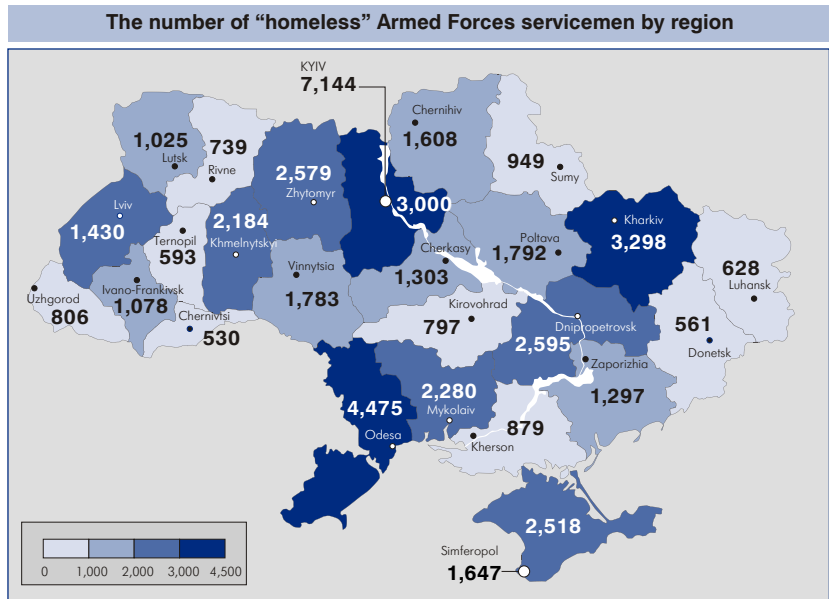 The number of “homeless” Armed Forces servicemen by region
KYIV
7,144
Chernihiv
1,608
1,025
Lutsk
739
Rivne
2,579
Zhytomyr
949
Sumy
3,000
Lviv
1,430
2,184
Khmelnytskyi
Kharkiv
3,298
Ternopil
593
Cherkasy
1,303
Poltava
1,792
628
Luhansk
Vinnytsia
1,783
Ivano-Frankivsk
1,078
Uzhgorod
806
Chernivtsi
530
Kirovohrad
797
Dnipropetrovsk
2,595
561
Donetsk
Zaporizhia
1,297
4,475
Odesa
2,280
Mykolaiv
879
Kherson
2,518
Simferopol
1,647
0 1,000 2,000 3,000 4,500